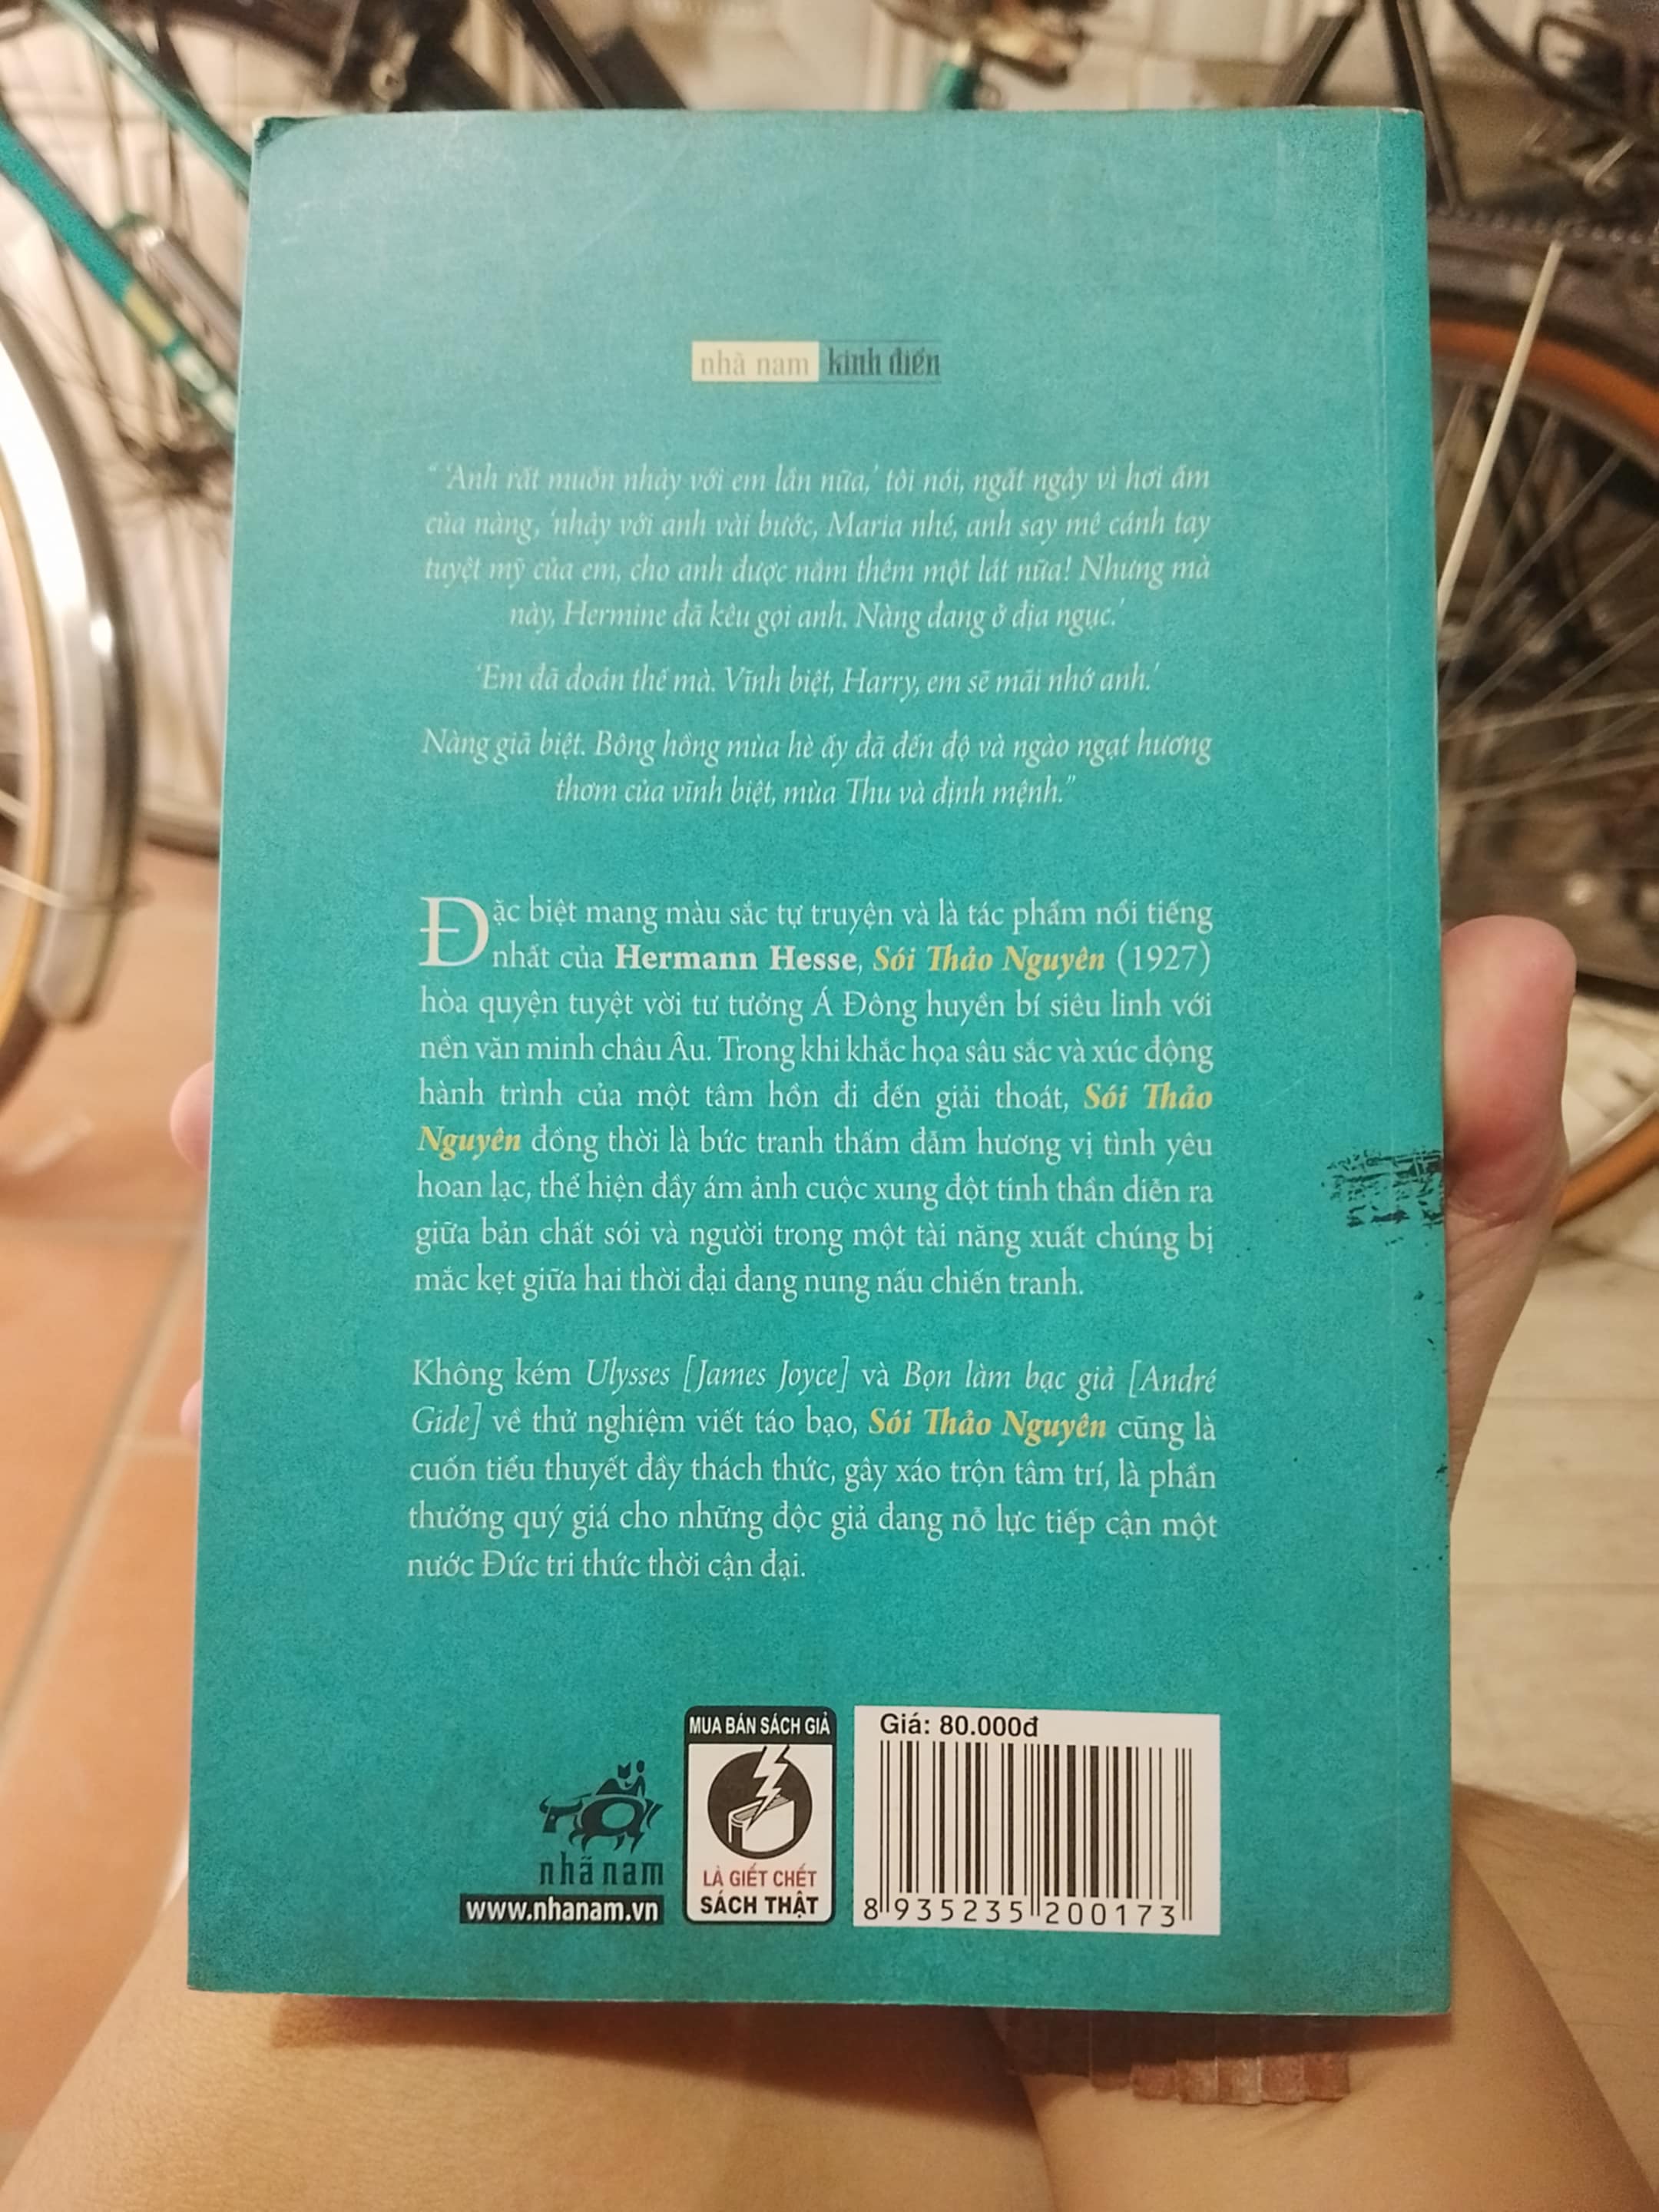 nhã nam kinh điển
“ ‘Anh rất muốn nhảy với em lần nữa,’ tôi nói, ngất ngây vì hơi ấm
của nàng, ‘nhảy với anh vài bước, Maria nhé, anh say mê cánh tay
tuyệt mỹ của em, cho anh được nắm thêm một lát nữa! Nhưng mà
này, Hermine đã kêu gọi anh. Nàng đang ở địa ngục.’
‘Em đã đoán thế mà. Vĩnh biệt, Harry, em sẽ mãi nhớ anh.’
Nàng giã biệt. Bông hồng mùa hè ấy đã đến độ và ngào ngạt hương
thơm của vĩnh biệt, mùa Thu và định mệnh.”
Đặc biệt mang màu sắc tự truyện và là tác phẩm nổi tiếng
nhất của Hermann Hesse, Sói Thảo Nguyên (1927)
hòa quyện tuyệt vời tư tưởng Á Đông huyền bí siêu linh với
nền văn minh châu Âu. Trong khi khắc họa sâu sắc và xúc động
hành trình của một tâm hồn đi đến giải thoát, Sói Thảo
Nguyên đồng thời là bức tranh thấm đẫm hương vị tình yêu
hoan lạc, thể hiện đầy ám ảnh cuộc xung đột tinh thần diễn ra
giữa bản chất sói và người trong một tài năng xuất chúng bị
mắc kẹt giữa hai thời đại đang nung nấu chiến tranh.
Không kém Ulysses [James Joyce] và Bọn làm bạc giả [André
Gide] về thử nghiệm viết táo bạo, Sói Thảo Nguyên cũng là
cuốn tiểu thuyết đầy thách thức, gây xáo trộn tâm trí, là phần
thưởng quý giá cho những độc giả đang nỗ lực tiếp cận một
nước Đức tri thức thời cận đại.
nhã nam
www.nhanam.vn
MUA BÁN SÁCH GIẢ
LÀ GIẾT CHẾT
SÁCH THẬT
Giá: 80.000đ
8 935235 200173